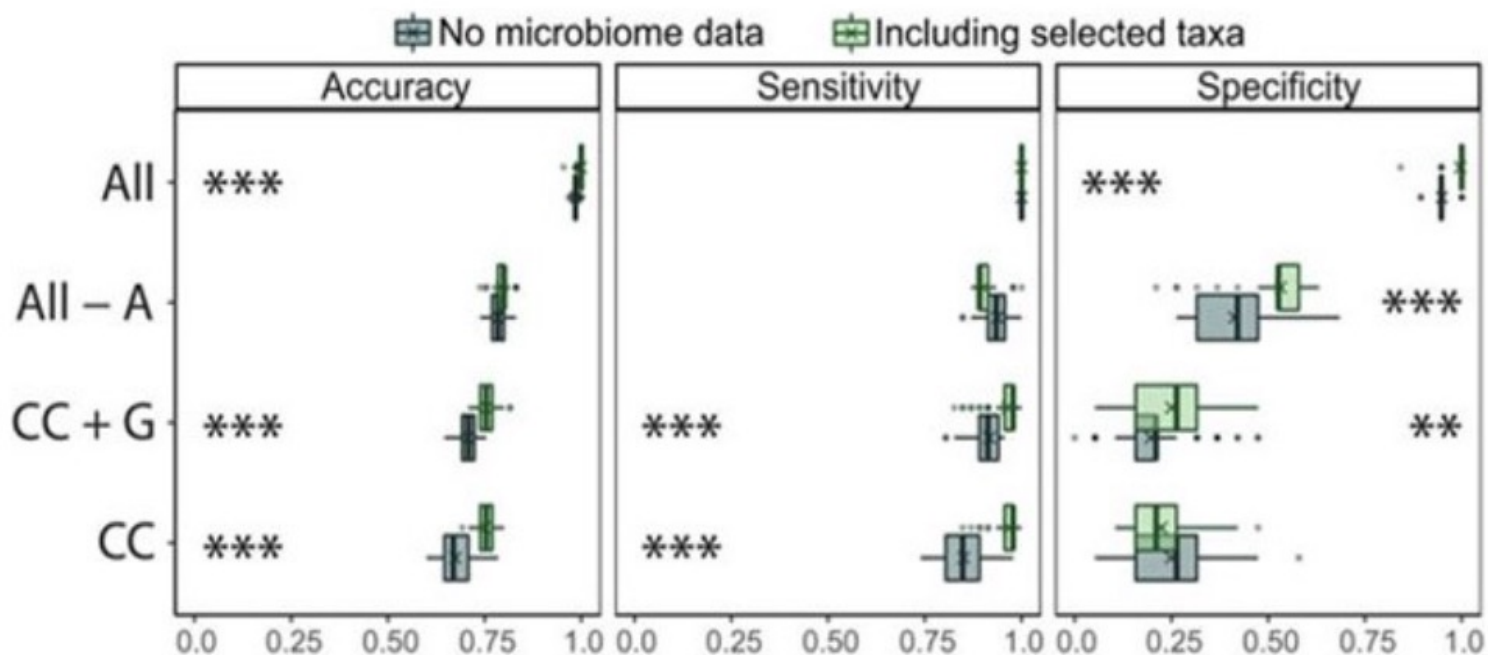 No microbiome data Including selected taxa
Accuracy Sensitivity Specificity
All *** ***
All – A ***
CC + G *** *** **
CC *** ***
0.0 0.25 0.50 0.75 1.0 0.0 0.25 0.50 0.75 1.0 0.0 0.25 0.50 0.75 1.0